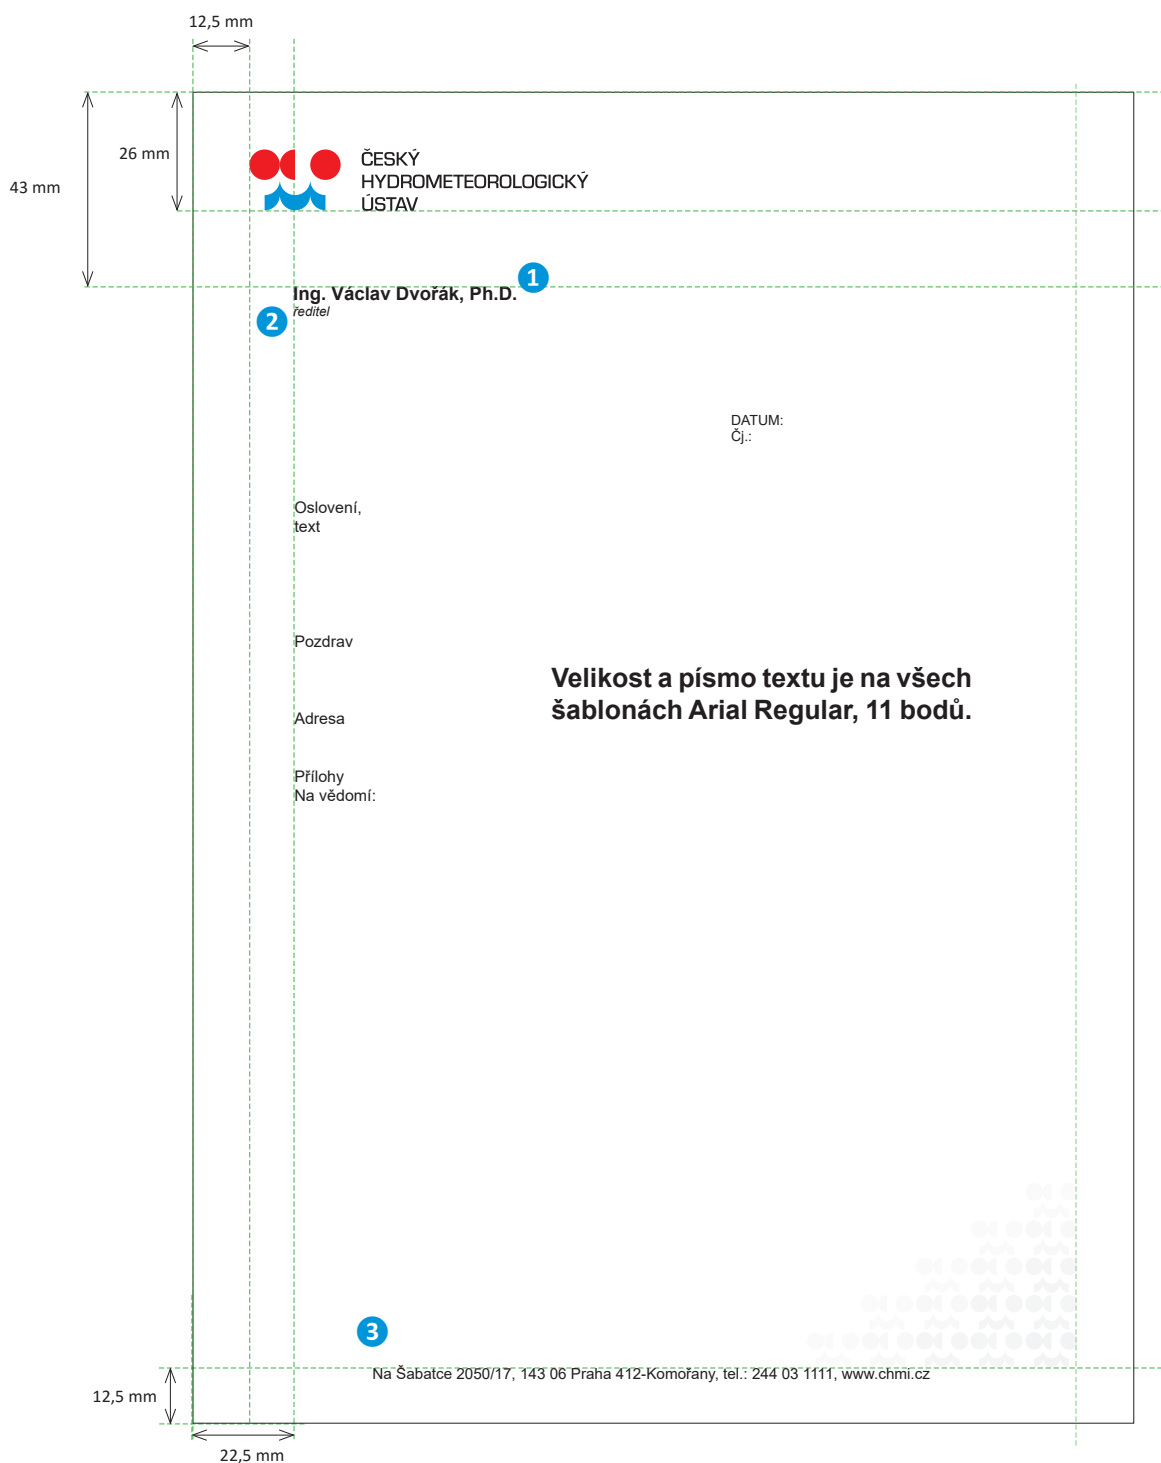 12,5 mm
26 mm
43 mm
ČESKÝ
HYDROMETEOROLOGICKÝ
ÚSTAV
1
Ing. Václav Dvořák, Ph.D.
2
ředitel
DATUM:
Čj.:
Oslovení,
text
Pozdrav
Velikost a písmo textu je na všech
šablonách Arial Regular, 11 bodů.
Adresa
Přílohy
Na vědomí:
3
Na Šabatce 2050/17, 143 06 Praha 412-Komořany, tel.: 244 03 1111, www.chmi.cz
12,5 mm
22,5 mm